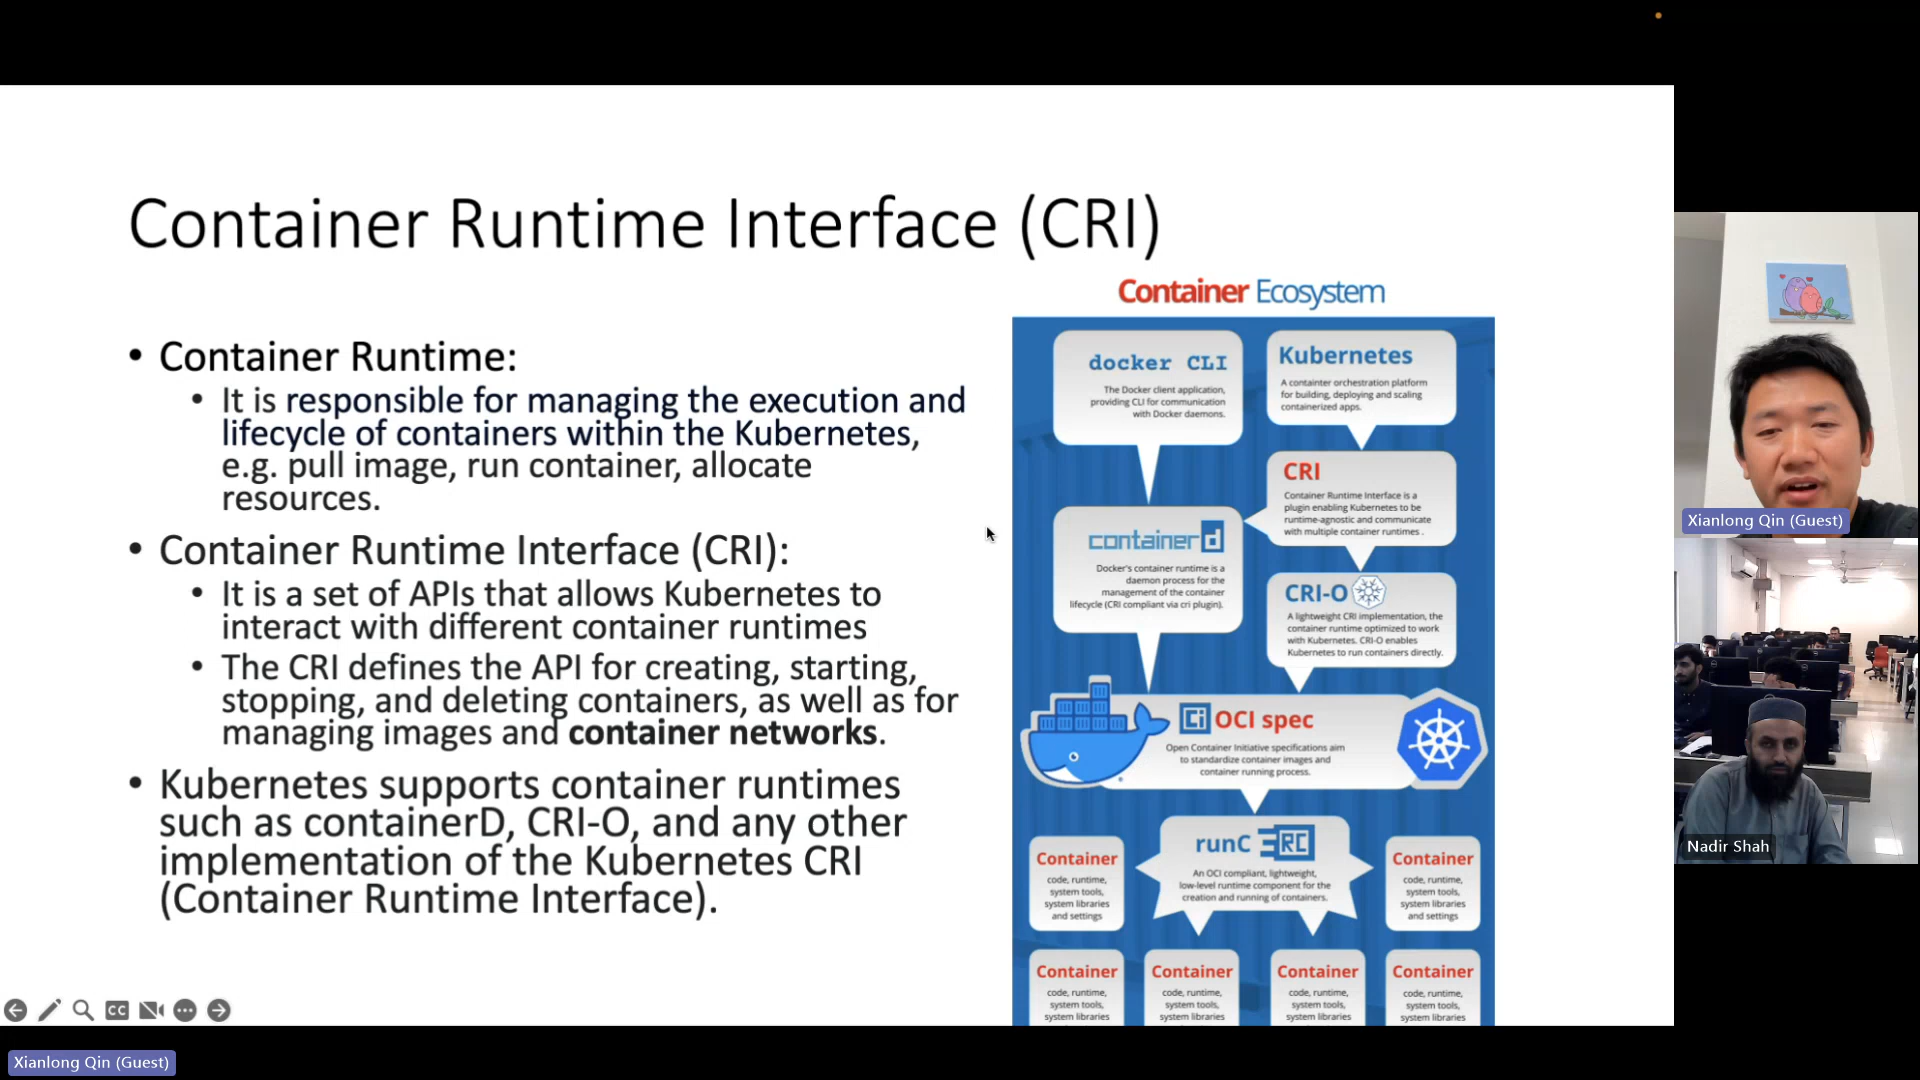 Container Runtime Interface (CRI)
• Container Runtime:
• It is responsible for managing the execution and
lifecycle of containers within the Kubernetes,
e.g. pull image, run container, allocate
resources.
• Container Runtime Interface (CRI):
• It is a set of APIs that allows Kubernetes to
interact with different container runtimes
• The CRI defines the API for creating, starting,
stopping, and deleting containers, as well as for
managing images and container networks.
• Kubernetes supports container runtimes
such as containerD, CRI-O, and any other
implementation of the Kubernetes CRI
(Container Runtime Interface).
Container Ecosystem
docker CLI
The Docker client application,
providing CLI for communication
with Docker daemons.
Kubernetes
A containter orchestration platform
for building, deploying and scaling
containerized apps.
CRI
Container Runtime Interface is a
plugin enabling Kubernetes to be
runtime-agnostic and communicate
with multiple container runtimes .
containerd
Docker's container runtime is a
daemon process for the
management of the container
lifecycle (CRI compliant via cri plugin).
CRI-O
A lightweight CRI implementation, the
container runtime optimized to work
with Kubernetes. CRI-O enables
Kubernetes to run containers directly.
Ci OCI spec
Open Container Initiative specifications aim
to standardize container images and
container running process.
runC RC
An OCI compliant, lightweight,
low-level runtime component for the
creation and running of containers.
Container
code, runtime,
system tools,
system libraries
and settings
Container
code, runtime,
system tools,
system libraries
and settings
Container
code, runtime,
system tools,
system libraries
Container
code, runtime,
system tools,
system libraries
Container
code, runtime,
system tools,
system libraries
Container
code, runtime,
system tools,
system libraries
CC
Xianlong Qin (Guest)
Nadir Shah
Xianlong Qin (Guest)